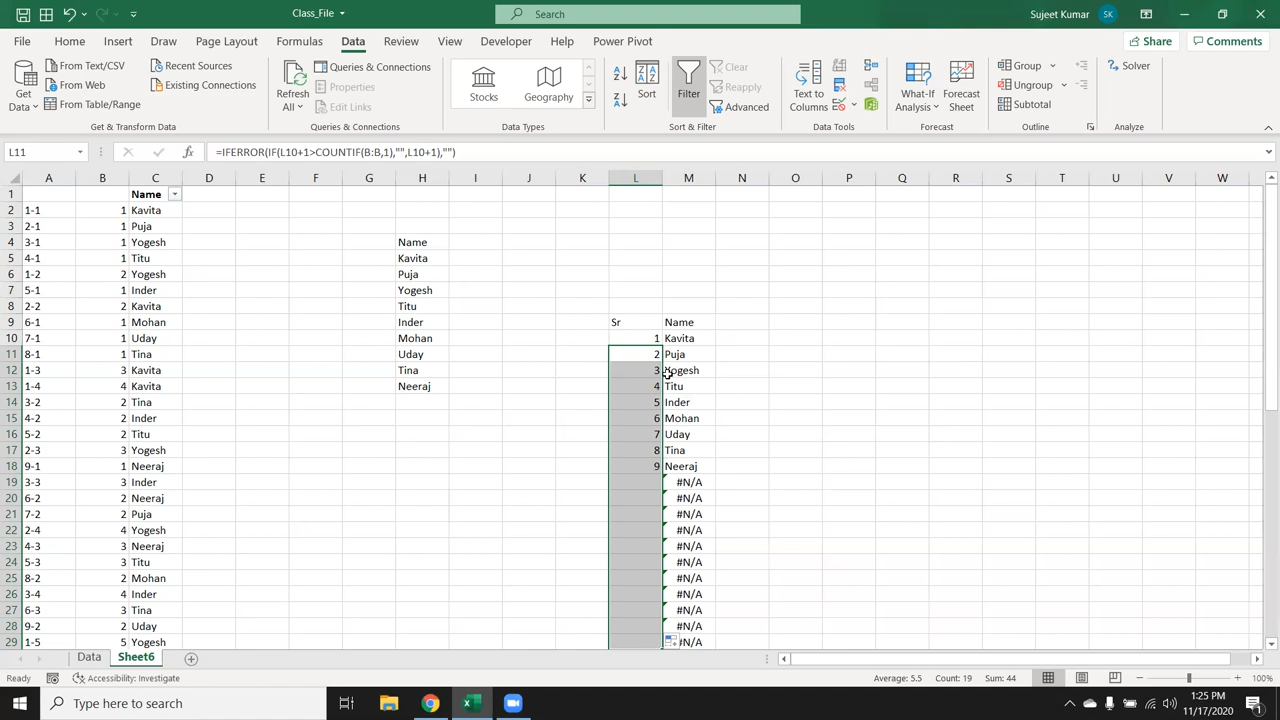 Class_File
Search
Sujeet Kumar SK
File Home Insert Draw Page Layout Formulas Data Review View Developer Help Power Pivot Share Comments
Get Data
From Text/CSV
From Web
From Table/Range
Recent Sources
Existing Connections
Get & Transform Data
Refresh All
Queries & Connections
Properties
Edit Links
Queries & Connections
Stocks Geography
Data Types
Sort Filter
Clear
Reapply
Advanced
Sort & Filter
Text to Columns
Data Tools
What-If Analysis
Forecast Sheet
Forecast
Group
Ungroup
Subtotal
Outline
Solver
Analyze
L11 =IFERROR(IF(L10+1>COUNTIF(B:B,1),"",L10+1),"")
A B C D E F G H I J K L M N O P Q R S T U V W
1 Name
2 1-1 1 Kavita
3 2-1 1 Puja
4 3-1 1 Yogesh Name
5 4-1 1 Titu Kavita
6 1-2 2 Yogesh Puja
7 5-1 1 Inder Yogesh
8 2-2 2 Kavita Titu
9 6-1 1 Mohan Inder Sr Name
10 7-1 1 Uday Mohan 1 Kavita
11 8-1 1 Tina Uday 2 Puja
12 1-3 3 Kavita Tina 3 Yogesh
13 1-4 4 Kavita Neeraj 4 Titu
14 3-2 2 Tina 5 Inder
15 4-2 2 Inder 6 Mohan
16 5-2 2 Titu 7 Uday
17 2-3 3 Yogesh 8 Tina
18 9-1 1 Neeraj 9 Neeraj
19 3-3 3 Inder #N/A
20 6-2 2 Neeraj #N/A
21 7-2 2 Puja #N/A
22 2-4 4 Yogesh #N/A
23 4-3 3 Neeraj #N/A
24 5-3 3 Titu #N/A
25 8-2 2 Mohan #N/A
26 3-4 4 Inder #N/A
27 6-3 3 Tina #N/A
28 9-2 2 Uday #N/A
29 1-5 5 Yogesh #N/A
Data Sheet6
Ready Accessibility: Investigate Average: 5.5 Count: 19 Sum: 44 100%
Type here to search
1:25 PM
11/17/2020